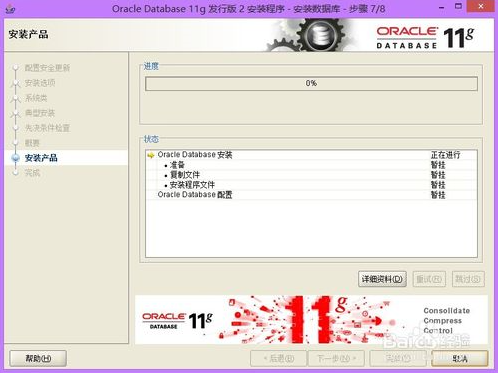 Oracle Database 11g 发行版 2 安装程序 - 安装数据库 - 步骤 7/8
安装产品
ORACLE 11g
DATABASE
配置安全更新
安装选项
系统类
典型安装
先决条件检查
概要
安装产品
完成
进度
0%
状态
Oracle Database 安装 正在进行
• 准备 暂挂
• 复制文件 暂挂
• 安装程序文件 暂挂
Oracle Database 配置 暂挂
详细资料(D) 重试(R) 跳过(S)
ORACLE 11g
DATABASE
11g
Consolidate
Compress
Control
Baidu 经验
帮助(H) < 后退(B) 下一步(N) > 完成(F) 取消